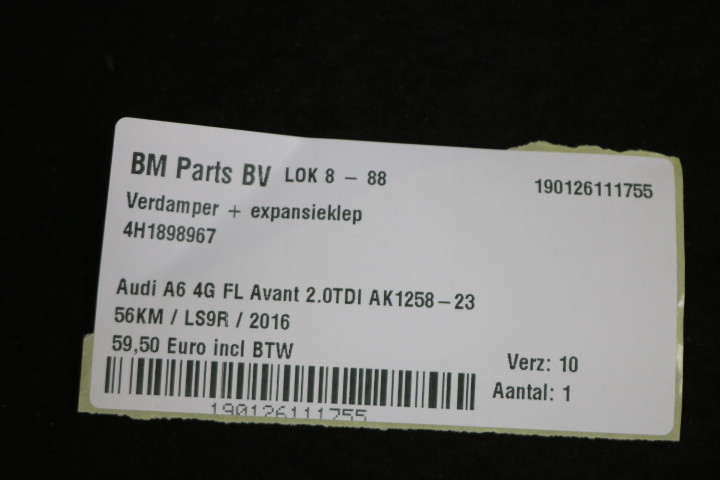 BM Parts BV LOK 8 - 88 190126111755
Verdamper + expansieklep
4H1898967
Audi A6 4G FL Avant 2.0TDI AK1258-23
56KM / LS9R / 2016
59,50 Euro incl BTW
Verz: 10
Aantal: 1
190126111755